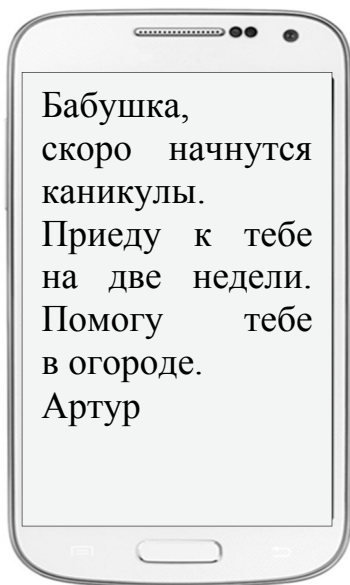 Бабушка,
скоро начнутся
каникулы.
Приеду к тебе
на две недели.
Помогу тебе
в огороде.
Артур